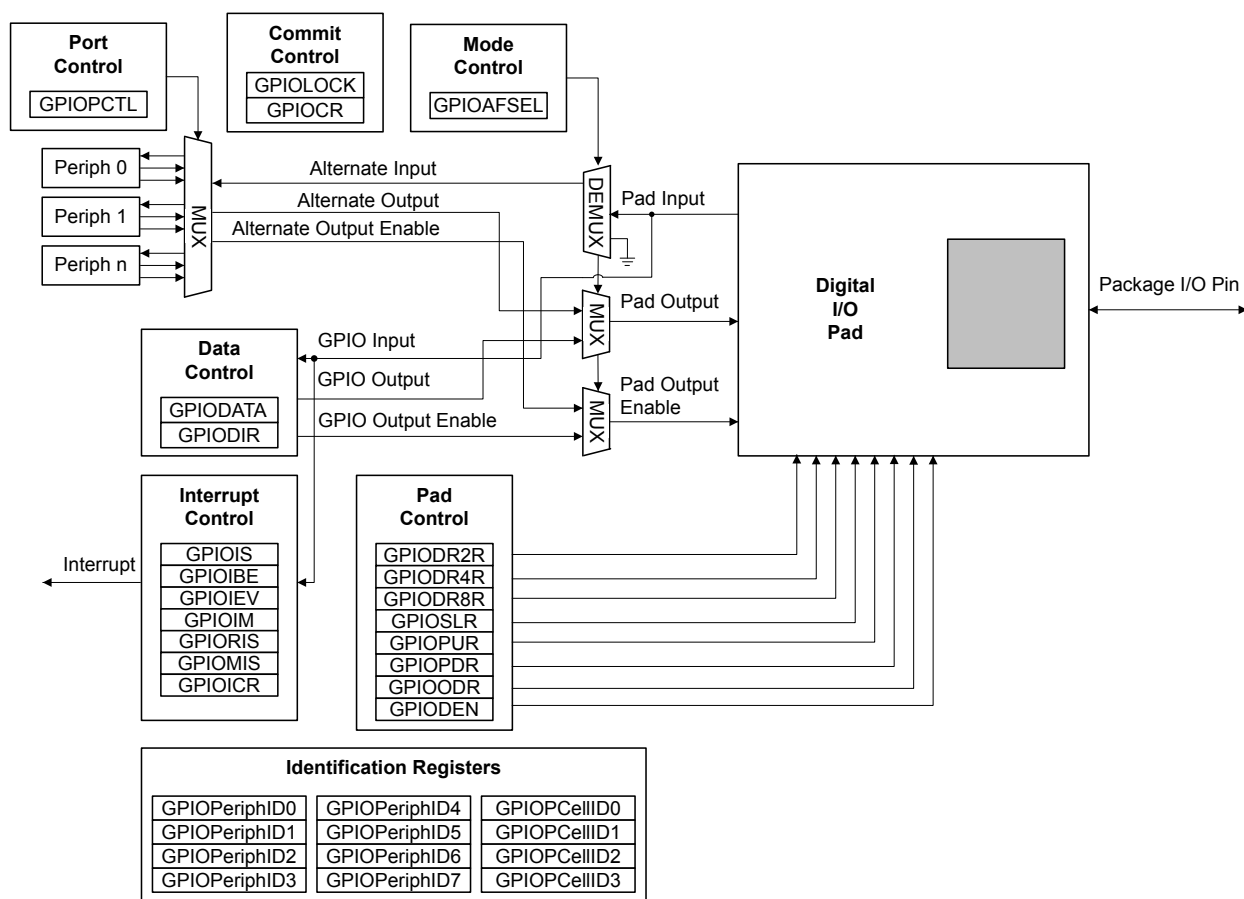 Port
Control
GPIOPCTL
Commit
Control
GPIOLOCK
GPIOCR
Mode
Control
GPIOAFSEL
Periph 0
Periph 1
Periph n
MUX
Alternate Input
Alternate Output
Alternate Output Enable
DEMUX
Pad Input
MUX
Pad Output
MUX
Pad Output
Enable
Digital
I/O
Pad
Package I/O Pin
Data
Control
GPIODATA
GPIODIR
GPIO Input
GPIO Output
GPIO Output Enable
Interrupt
Interrupt
Control
GPIOIS
GPIOIBE
GPIOIEV
GPIOIM
GPIORIS
GPIOMIS
GPIOICR
Pad
Control
GPIODR2R
GPIODR4R
GPIODR8R
GPIOSLR
GPIOPUR
GPIOPDR
GPIOODR
GPIODEN
Identification Registers
GPIOPeriphID0
GPIOPeriphID1
GPIOPeriphID2
GPIOPeriphID3
GPIOPeriphID4
GPIOPeriphID5
GPIOPeriphID6
GPIOPeriphID7
GPIOPCellID0
GPIOPCellID1
GPIOPCellID2
GPIOPCellID3